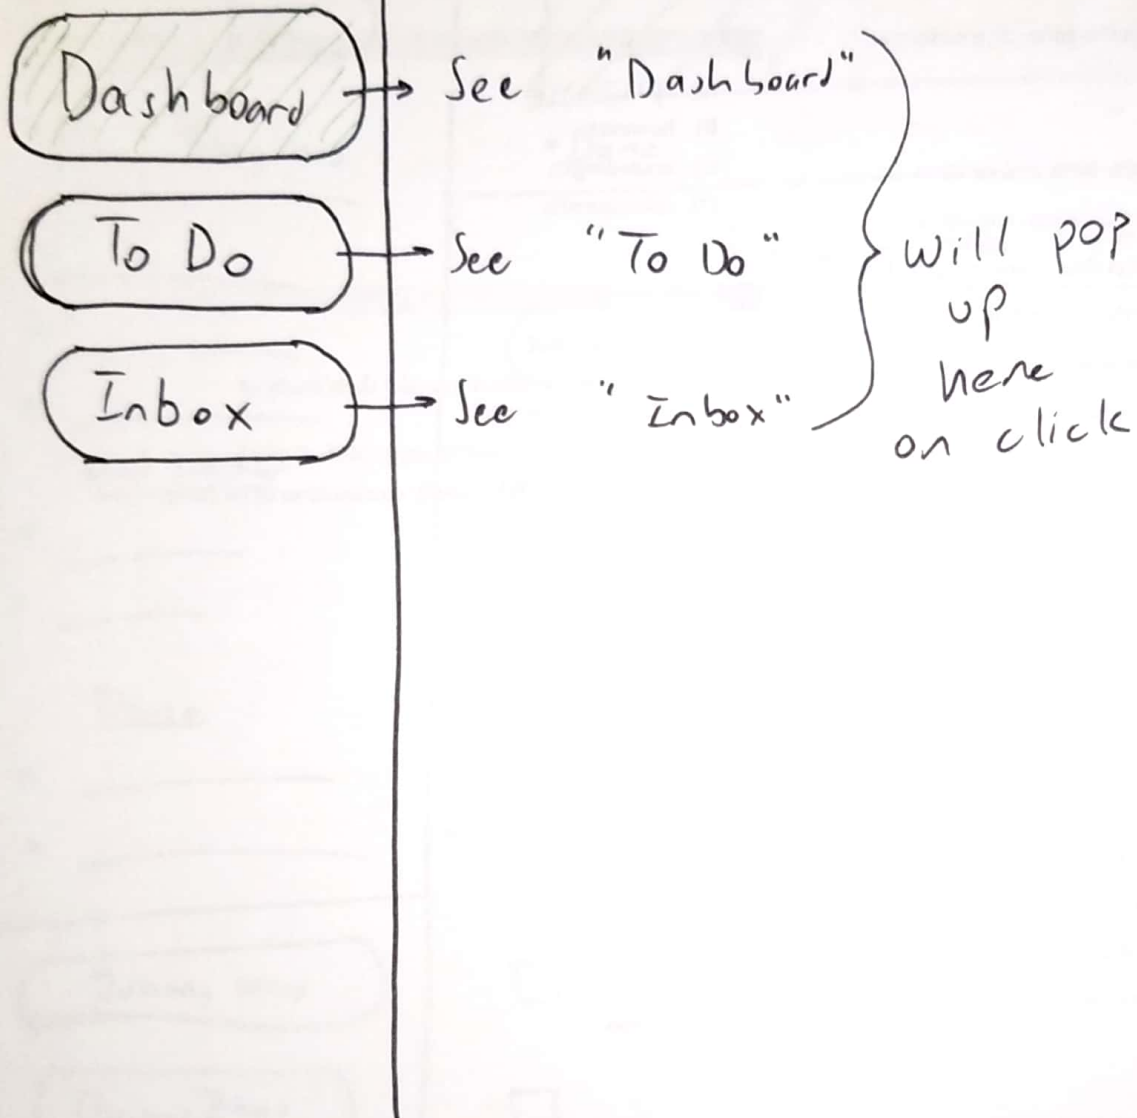 Dashboard → See "Dashboard"
To Do → See "To Do"
Inbox → See "Inbox"
will pop
up
here
on click